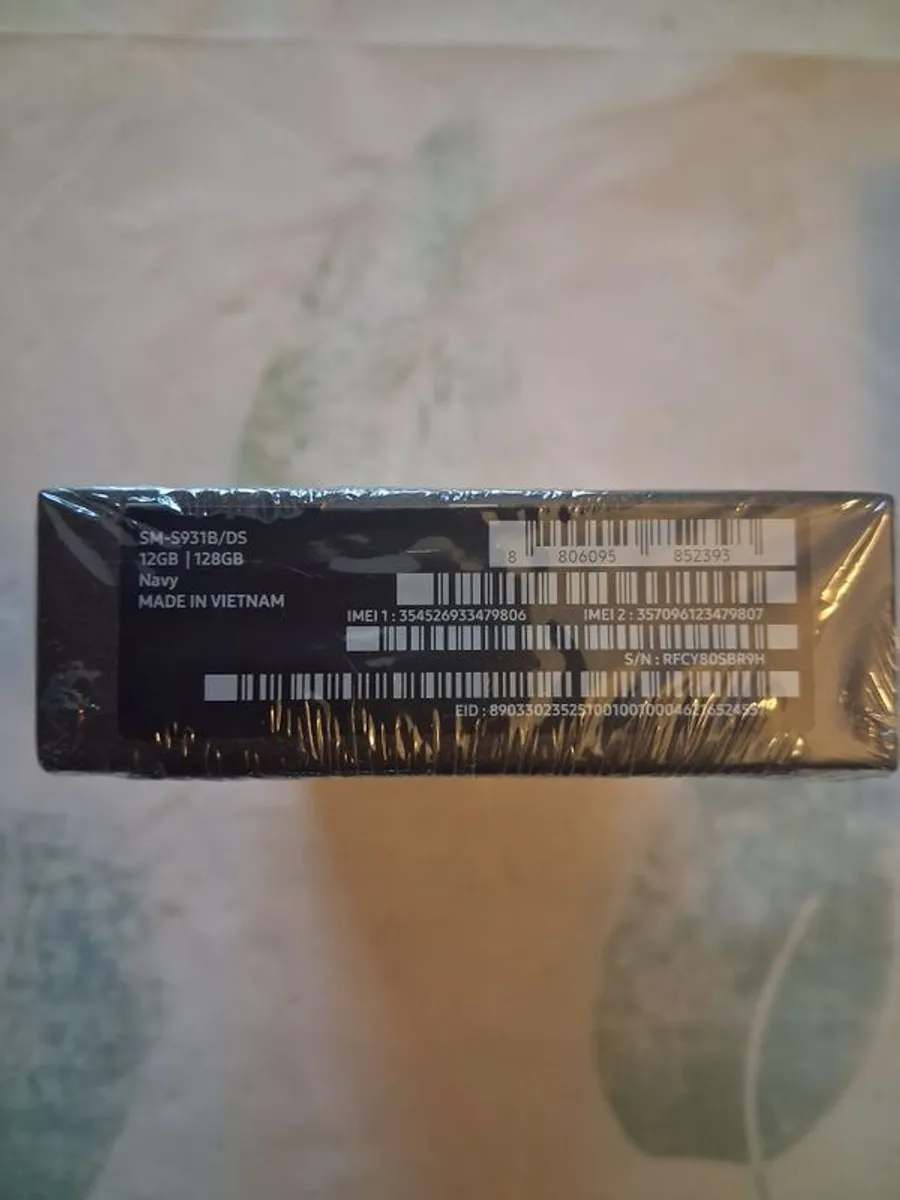 SM-S931B/DS
12GB | 128GB
Navy
MADE IN VIETNAM
8 806095 852393
IMEI 1 : 354526933479806 IMEI 2 : 357096123479807
S/N : RFCY80SBR9H
EID :